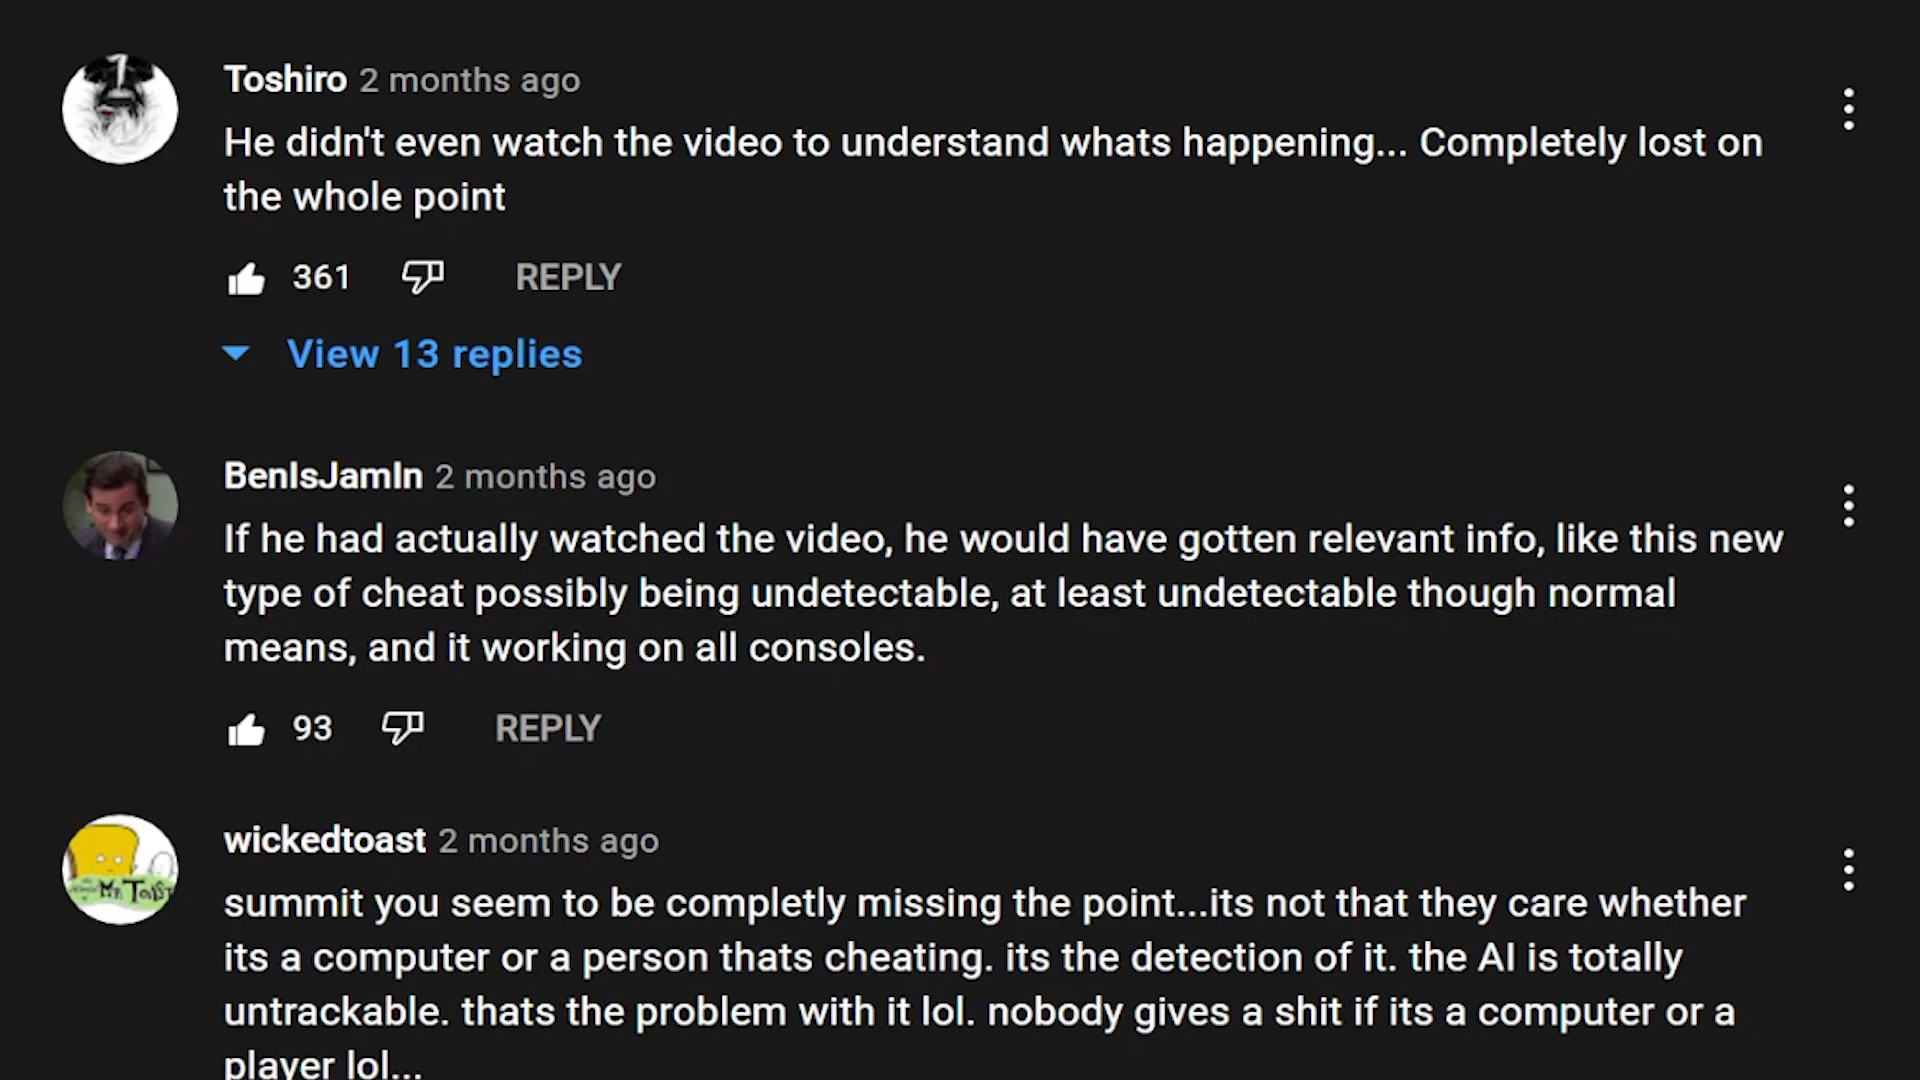 Toshiro 2 months ago
He didn't even watch the video to understand whats happening... Completely lost on
the whole point
361 REPLY
View 13 replies
BenIsJamIn 2 months ago
If he had actually watched the video, he would have gotten relevant info, like this new
type of cheat possibly being undetectable, at least undetectable though normal
means, and it working on all consoles.
93 REPLY
wickedtoast 2 months ago
MR TOAST
summit you seem to be completly missing the point...its not that they care whether
its a computer or a person thats cheating. its the detection of it. the AI is totally
untrackable. thats the problem with it lol. nobody gives a shit if its a computer or a
player lol...